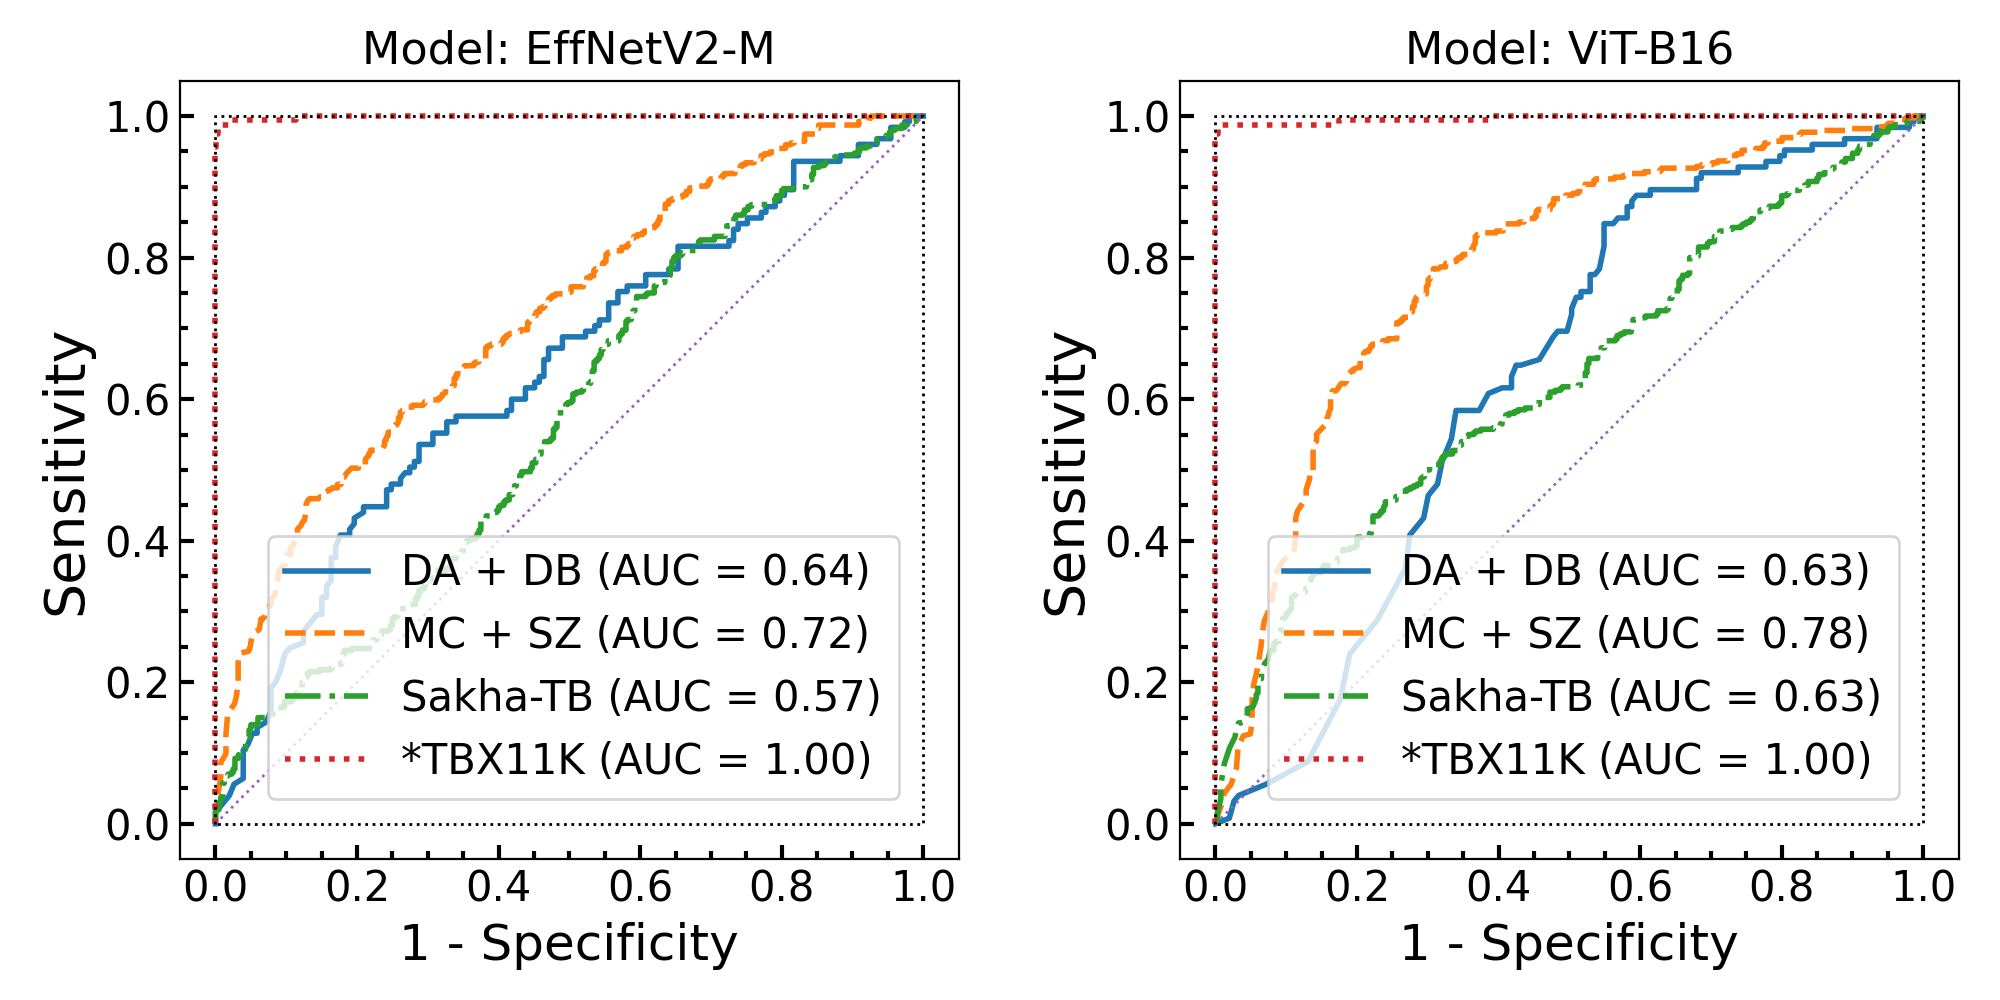 Model: EffNetV2-M
1.0
0.8
0.6
0.4
0.2
0.0
Sensitivity
DA + DB (AUC = 0.64)
MC + SZ (AUC = 0.72)
Sakha-TB (AUC = 0.57)
*TBX11K (AUC = 1.00)
0.0 0.2 0.4 0.6 0.8 1.0
1 - Specificity
Model: ViT-B16
1.0
0.8
0.6
0.4
0.2
0.0
Sensitivity
DA + DB (AUC = 0.63)
MC + SZ (AUC = 0.78)
Sakha-TB (AUC = 0.63)
*TBX11K (AUC = 1.00)
0.0 0.2 0.4 0.6 0.8 1.0
1 - Specificity